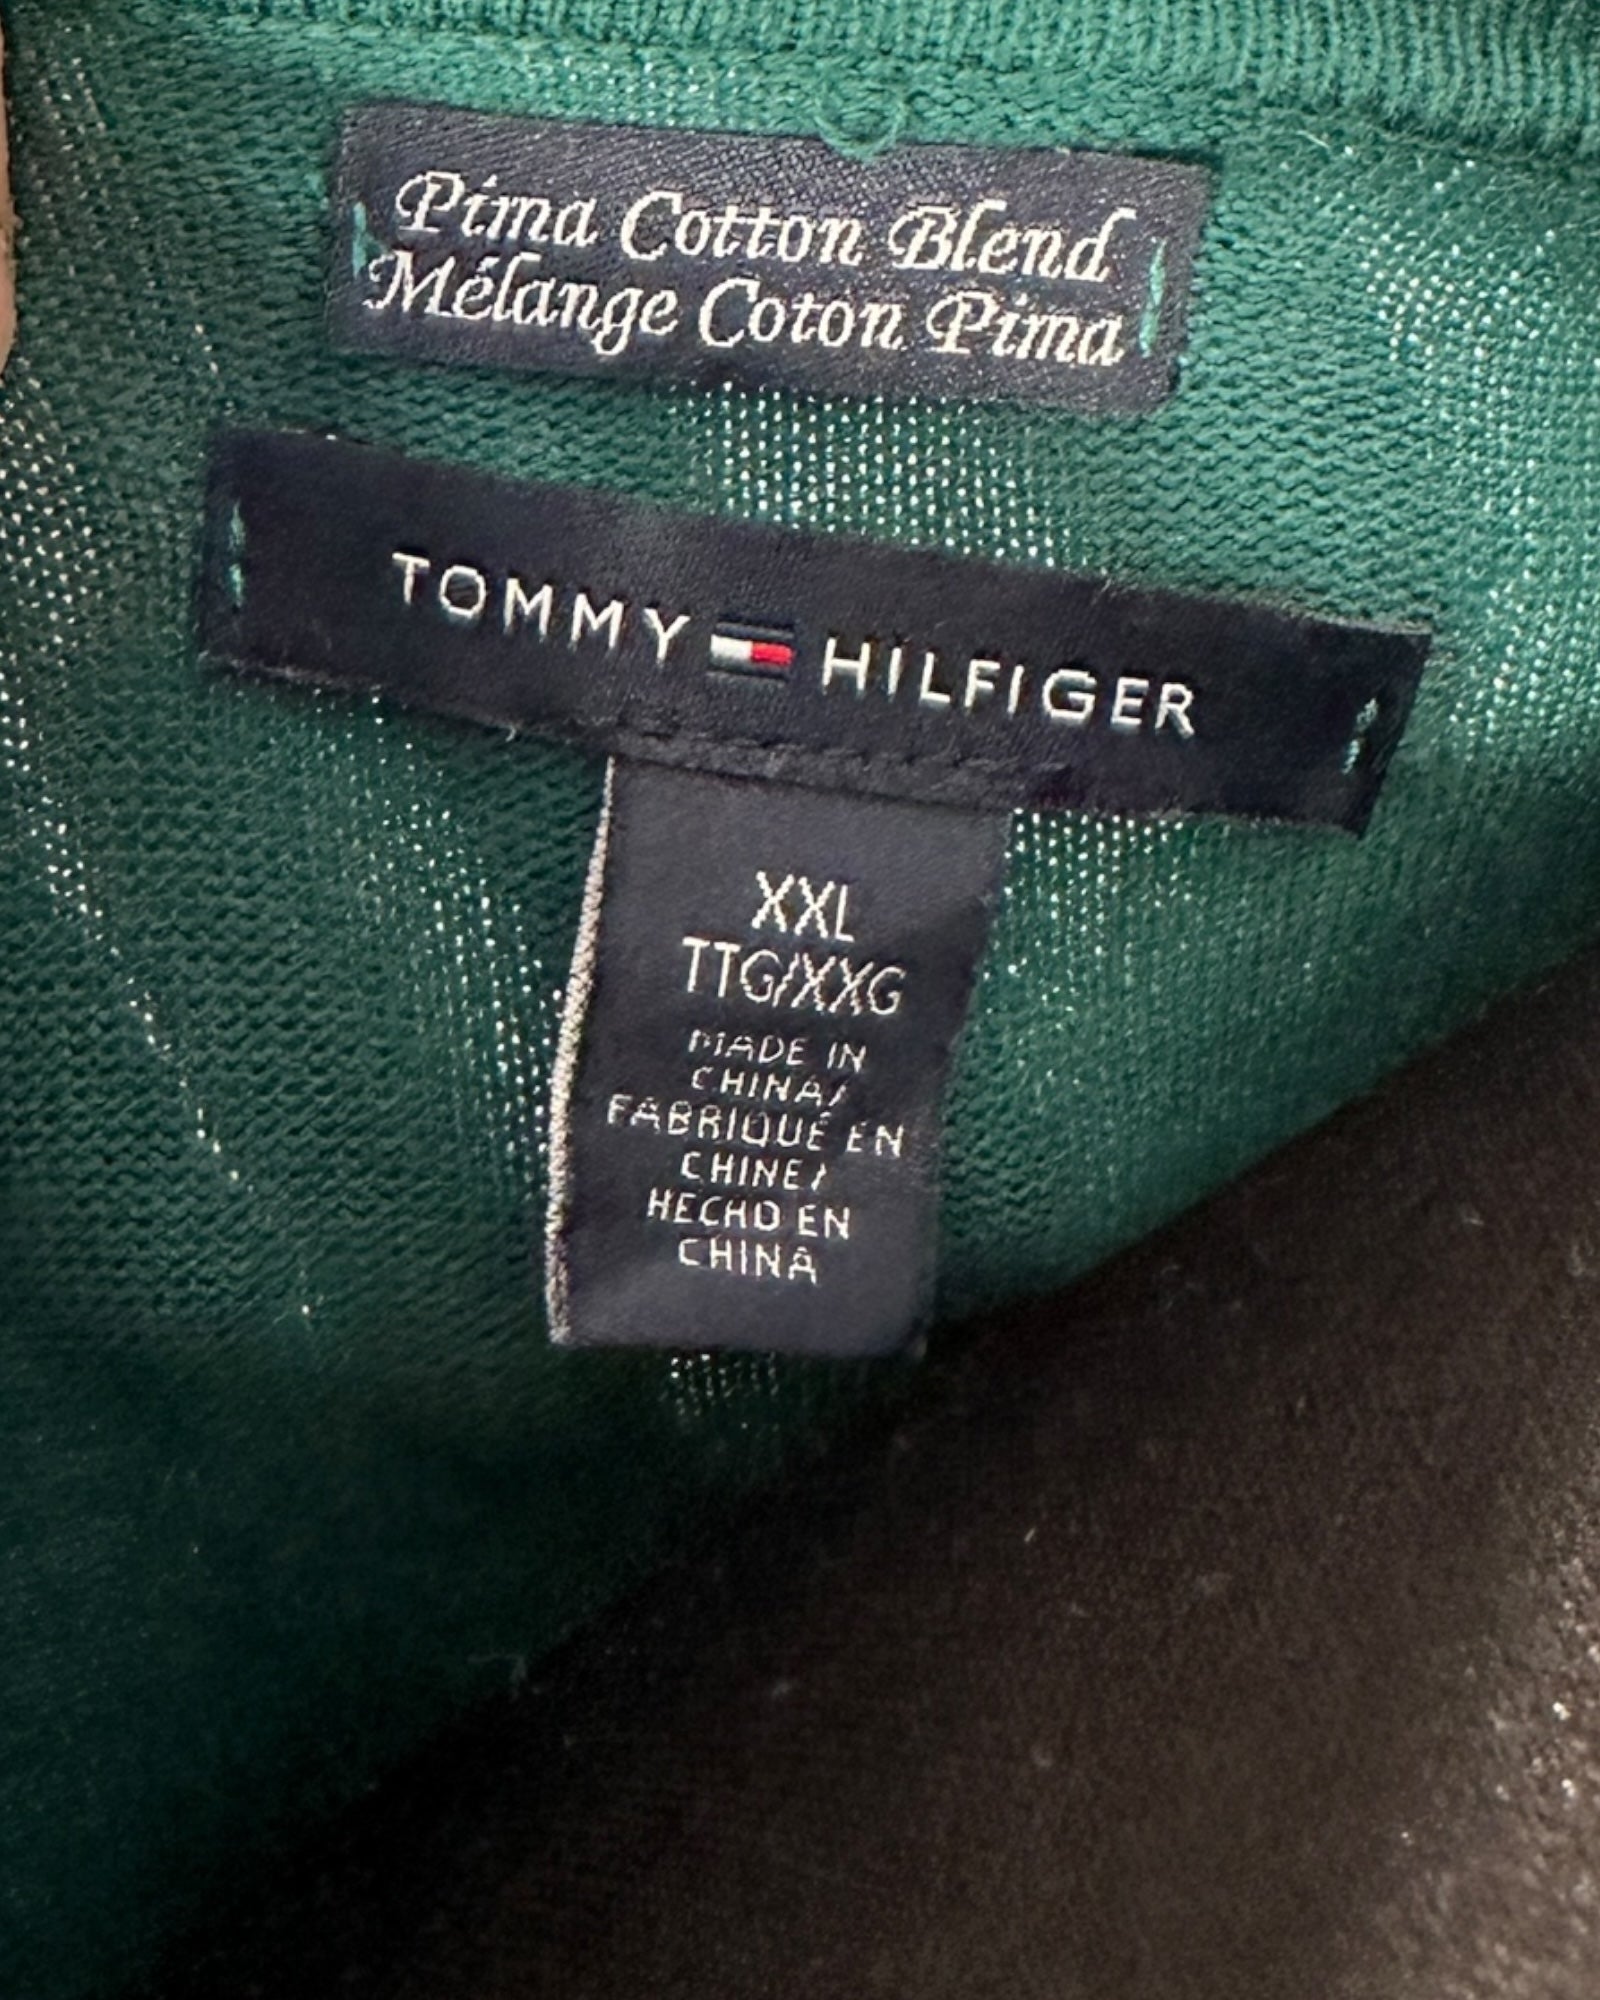 Pima Cotton Blend
Mélange Coton Pima
TOMMY HILFIGER
XXL
TTG/XXG
MADE IN
CHINA/
FABRIQUÉ EN
CHINE/
HECHO EN
CHINA